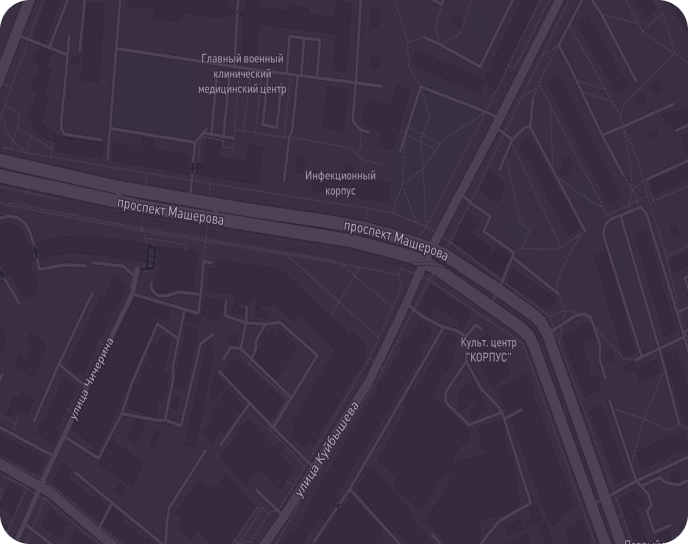 Главный военный
клинический
медицинский центр
Инфекционный
корпус
проспект Машерова
проспект Машерова
Культ. центр
"КОРПУС"
улица Чичерина
улица Куйбышева